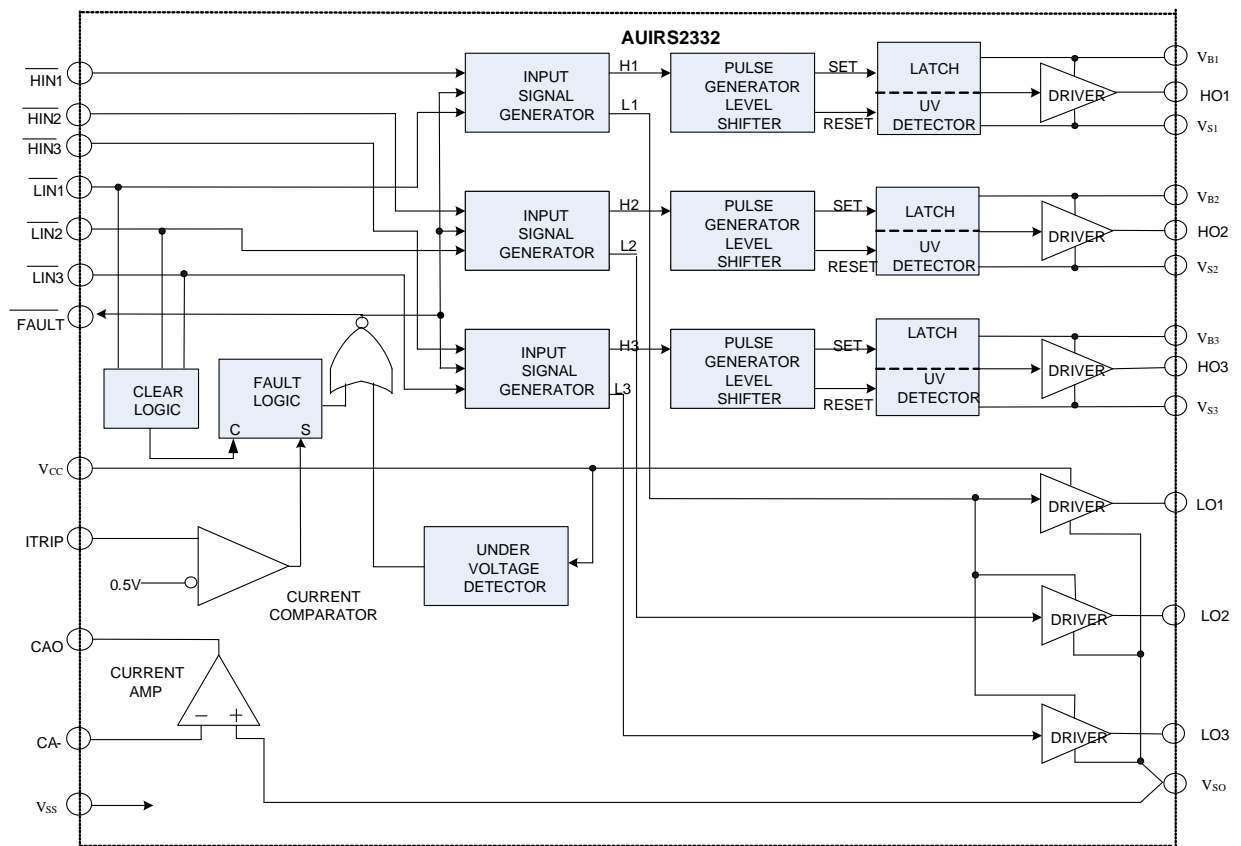 AUIRS2332
HIN1
HIN2
HIN3
LIN1
LIN2
LIN3
FAULT
VCC
ITRIP
0.5V
CAO
CA-
VSS
CLEAR
LOGIC
FAULT
LOGIC
C S
CURRENT
COMPARATOR
CURRENT
AMP
− +
UNDER
VOLTAGE
DETECTOR
INPUT
SIGNAL
GENERATOR
H1
L1
PULSE
GENERATOR
LEVEL
SHIFTER
SET
RESET
LATCH
UV
DETECTOR
DRIVER
VB1
HO1
VS1
INPUT
SIGNAL
GENERATOR
H2
L2
PULSE
GENERATOR
LEVEL
SHIFTER
SET
RESET
LATCH
UV
DETECTOR
DRIVER
VB2
HO2
VS2
INPUT
SIGNAL
GENERATOR
H3
L3
PULSE
GENERATOR
LEVEL
SHIFTER
SET
RESET
LATCH
UV
DETECTOR
DRIVER
VB3
HO3
VS3
DRIVER
LO1
DRIVER
LO2
DRIVER
LO3
VSO